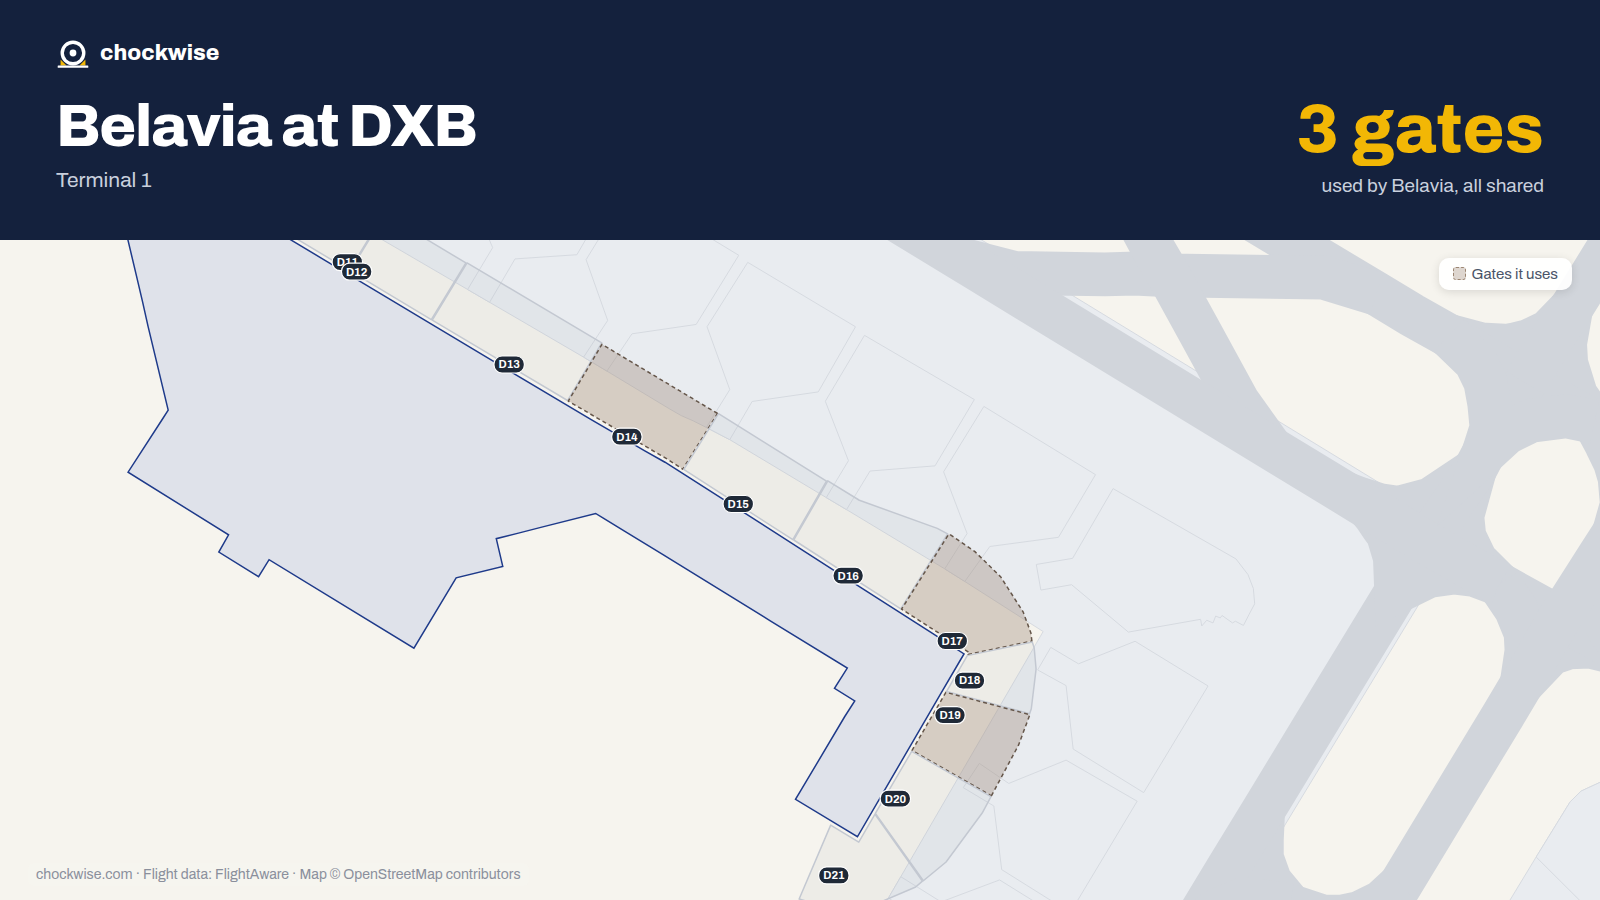 chockwise
Belavia at DXB
Terminal 1
3 gates
used by Belavia, all shared
Gates it uses
D11
D12
D13
D14
D15
D16
D17
D18
D19
D20
D21
chockwise.com · Flight data: FlightAware · Map © OpenStreetMap contributors